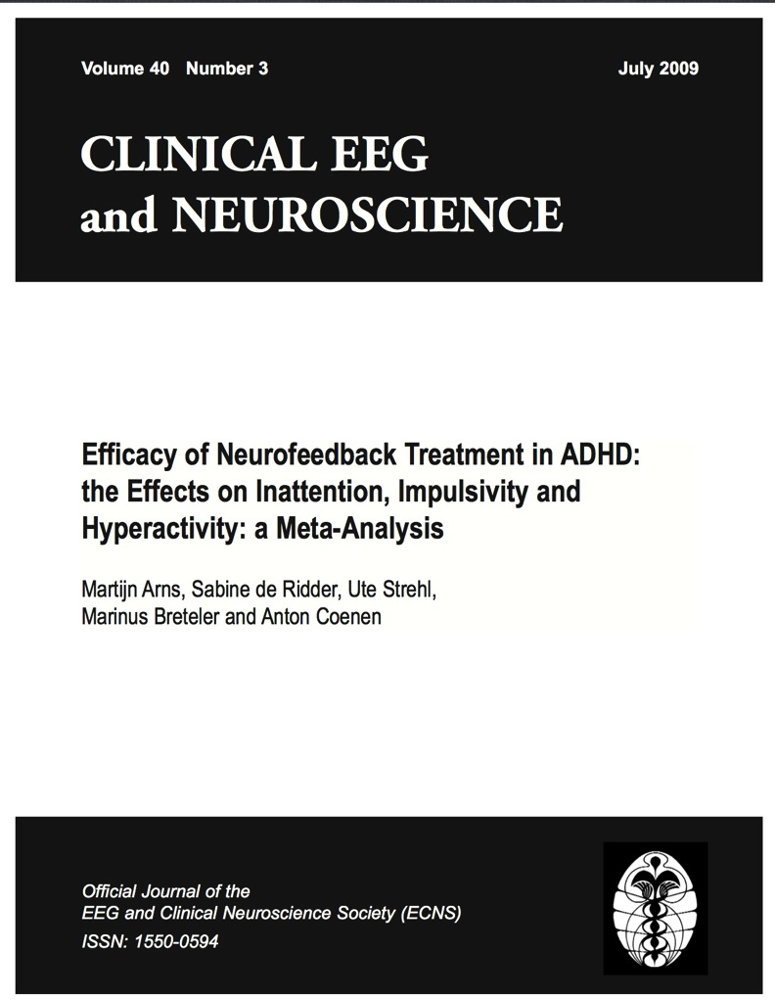 Volume 40 Number 3
July 2009
CLINICAL EEG
and NEUROSCIENCE
Efficacy of Neurofeedback Treatment in ADHD:
the Effects on Inattention, Impulsivity and
Hyperactivity: a Meta-Analysis
Martijn Arns, Sabine de Ridder, Ute Strehl,
Marinus Breteler and Anton Coenen
Official Journal of the
EEG and Clinical Neuroscience Society (ECNS)
ISSN: 1550-0594